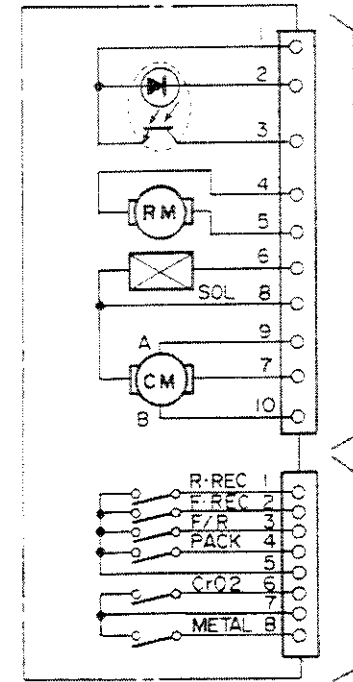 1
2
3
4
RM
5
6
SOL 8
A 9
CM 7
B 10
R·REC 1
F·REC 2
F/R 3
PACK 4
5
CrO2 6
7
METAL 8